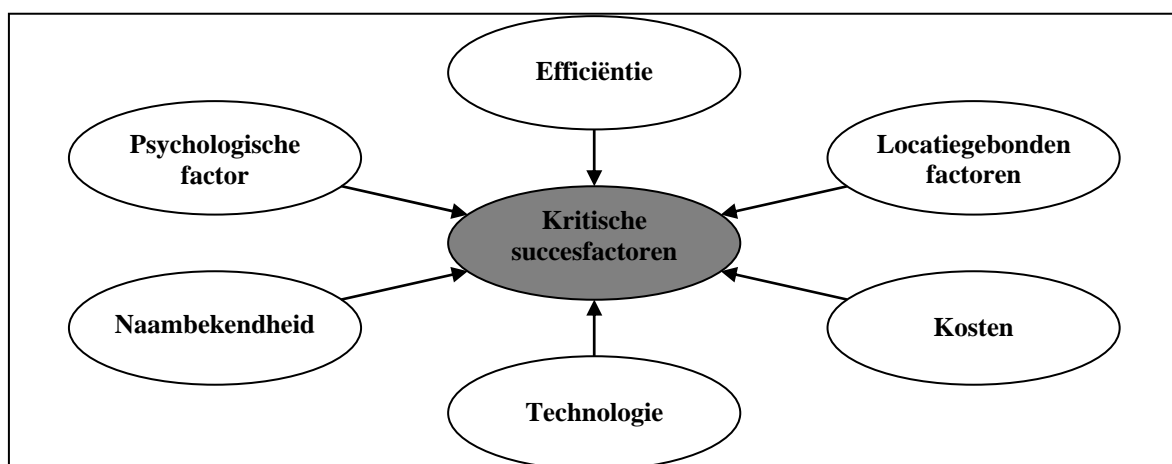 Efficiëntie
Psychologische
factor
Locatiegebonden
factoren
Kritische
succesfactoren
Naambekendheid
Kosten
Technologie